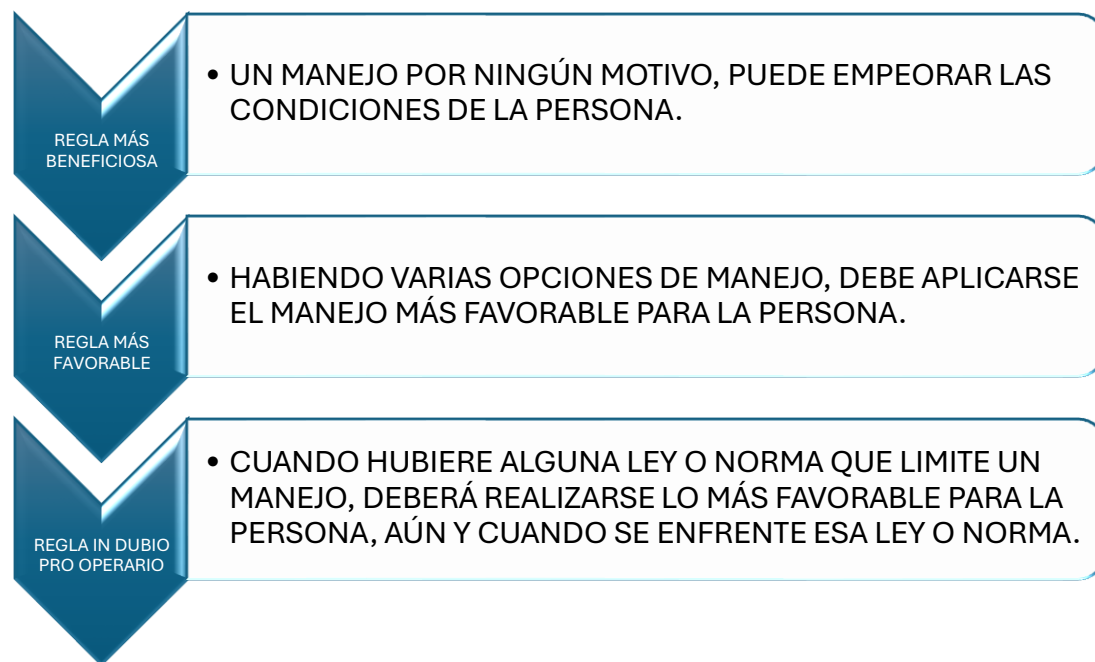 REGLA MÁS
BENEFICIOSA
• UN MANEJO POR NINGÚN MOTIVO, PUEDE EMPEORAR LAS
CONDICIONES DE LA PERSONA.
REGLA MÁS
FAVORABLE
• HABIENDO VARIAS OPCIONES DE MANEJO, DEBE APLICARSE
EL MANEJO MÁS FAVORABLE PARA LA PERSONA.
REGLA IN DUBIO
PRO OPERARIO
• CUANDO HUBIERE ALGUNA LEY O NORMA QUE LIMITE UN
MANEJO, DEBERÁ REALIZARSE LO MÁS FAVORABLE PARA LA
PERSONA, AÚN Y CUANDO SE ENFRENTE ESA LEY O NORMA.